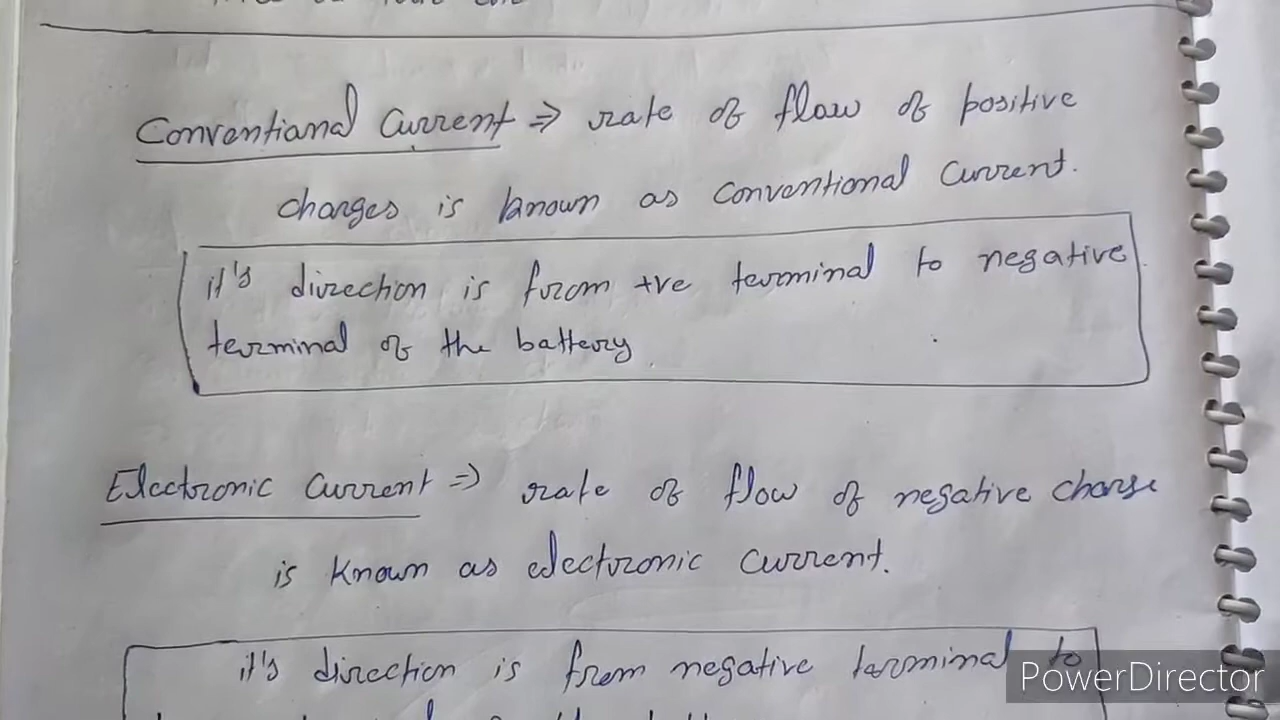 Conventional Current ⇒ rate of flow of positive
charges is known as conventional current.
it's direction is from +ve terminal to negative
terminal of the battery
Electronic Current ⇒ rate of flow of negative charge
is known as electronic current.
it's direction is from negative terminal to
PowerDirector